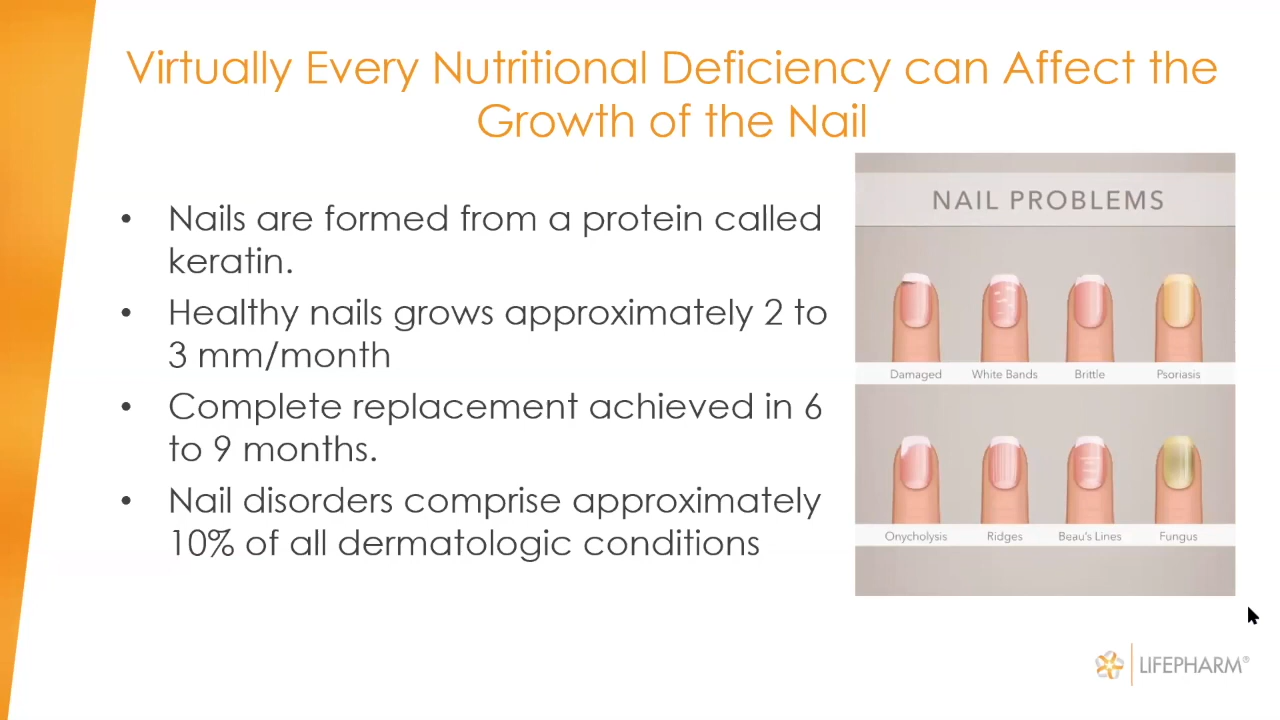 Virtually Every Nutritional Deficiency can Affect the
Growth of the Nail
• Nails are formed from a protein called
keratin.
• Healthy nails grows approximately 2 to
3 mm/month
• Complete replacement achieved in 6
to 9 months.
• Nail disorders comprise approximately
10% of all dermatologic conditions
NAIL PROBLEMS
Damaged White Bands Brittle Psoriasis
Onycholysis Ridges Beau's Lines Fungus
LIFEPHARM®